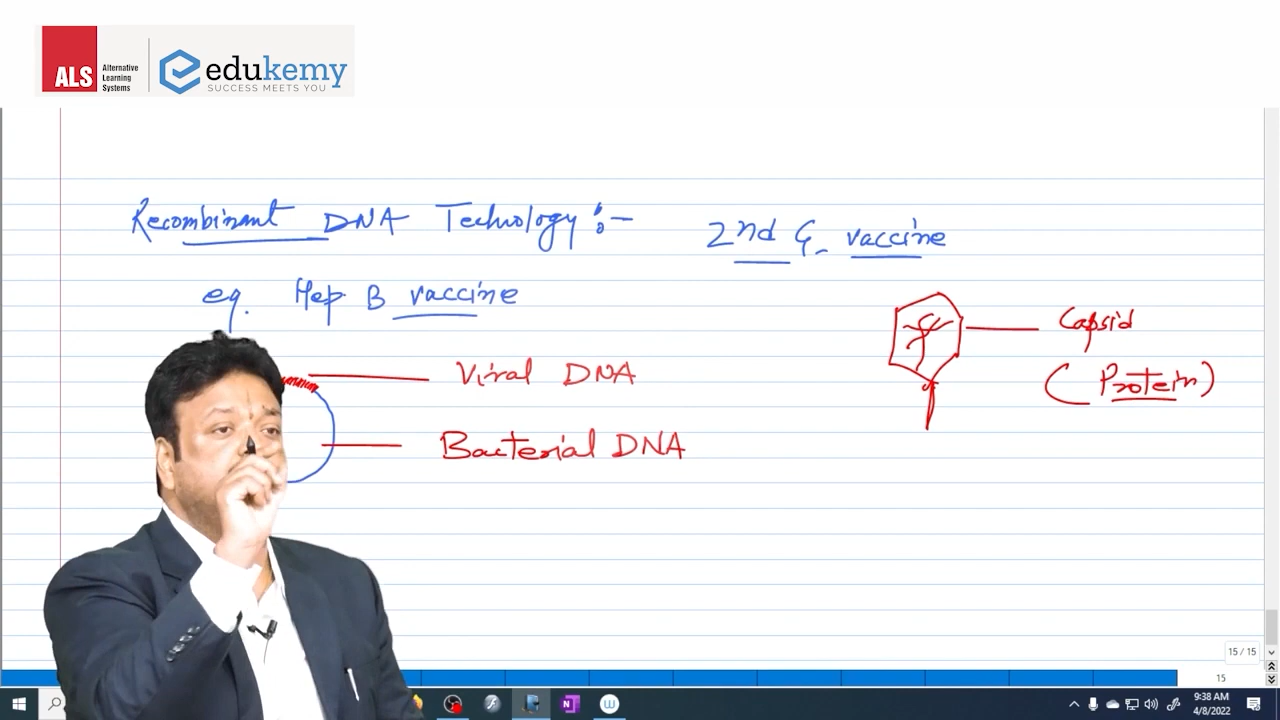 ALS
Alternative
Learning
Systems
edukemy
SUCCESS MEETS YOU
Recombinant DNA Technology :-
2nd G. vaccine
eg. Hep. B vaccine
Capsid
Viral DNA
(Protein)
Bacterial DNA
15 / 15
15
9:38 AM
4/8/2022